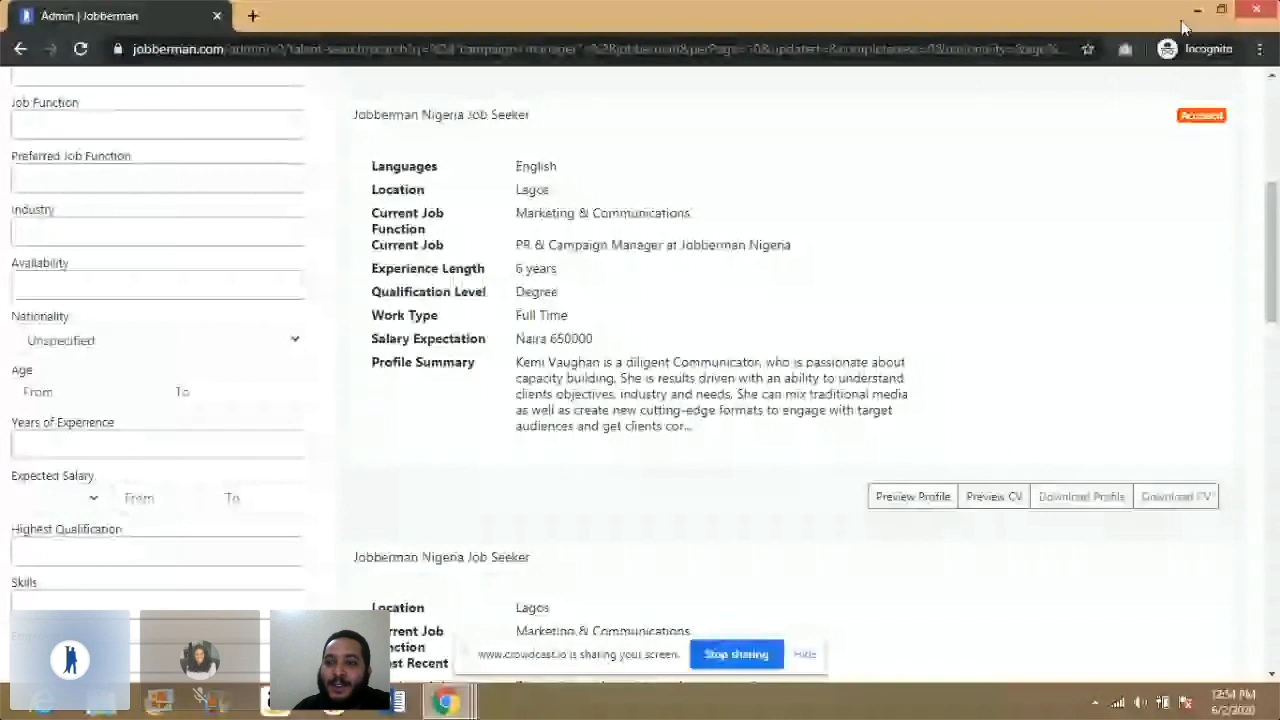 Admin | Jobberman
jobberman.com
Incognito
Job Function
Preferred Job Function
Industry
Availability
Nationality
Unspecified
Age
From To
Years of Experience
Expected Salary
From To
Highest Qualification
Skills
Jobberman Nigeria Job Seeker
Languages English
Location Lagos
Current Job Function Marketing & Communications
Current Job PR & Campaign Manager at Jobberman Nigeria
Experience Length 6 years
Qualification Level Degree
Work Type Full Time
Salary Expectation Naira 650000
Profile Summary Kemi Vaughan is a diligent Communicator, who is passionate about
capacity building. She is results driven with an ability to understand
clients objectives, industry and needs. She can mix traditional media
as well as create new cutting-edge formats to engage with target
audiences and get clients cor...
Preview Profile Preview CV Download Profile Download CV
Jobberman Nigeria Job Seeker
Location Lagos
rrent Job Marketing & Communications
nction
ost Recent
www.crowdcast.io is sharing your screen. Stop sharing Hide
12:54 PM
6/2/2020